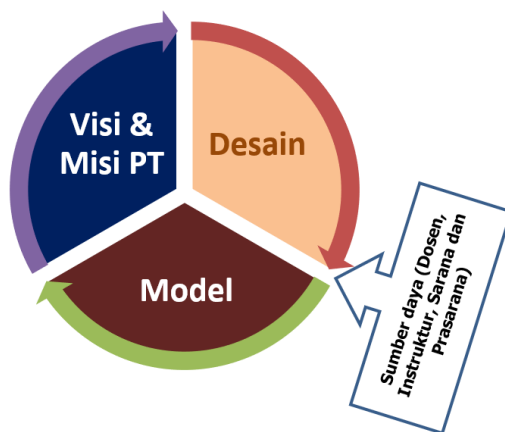 Visi &
Misi PT
Desain
Model
Sumber daya (Dosen,
Instruktur, Sarana dan
Prasarana)